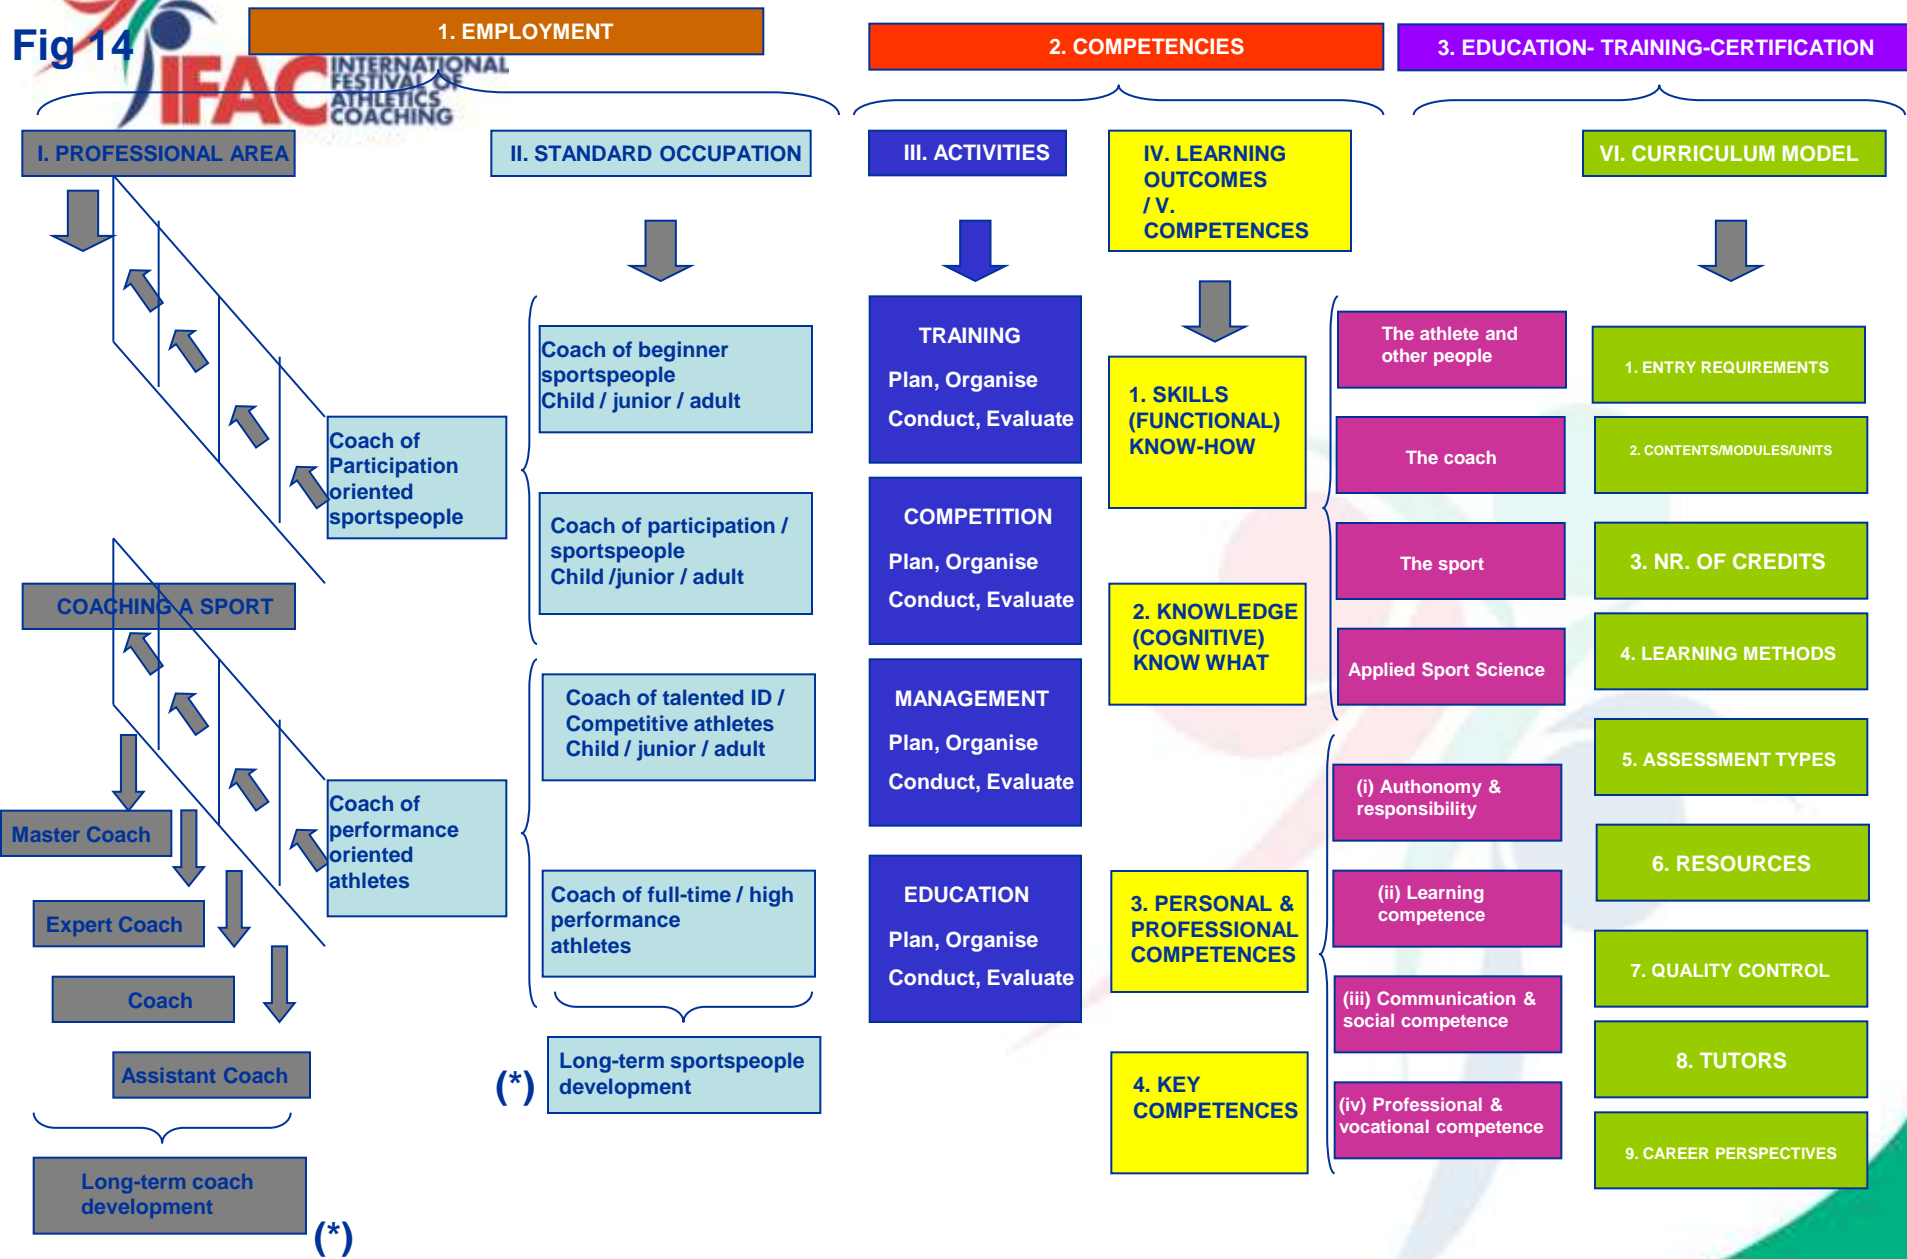 Fig 14
IFAC
INTERNATIONAL
FESTIVAL OF
ATHLETICS
COACHING
1. EMPLOYMENT
2. COMPETENCIES
3. EDUCATION- TRAINING-CERTIFICATION
I. PROFESSIONAL AREA
II. STANDARD OCCUPATION
III. ACTIVITIES
IV. LEARNING
OUTCOMES
/ V.
COMPETENCES
VI. CURRICULUM MODEL
Coach of
Participation
oriented
sportspeople
COACHING A SPORT
Coach of
performance
oriented
athletes
Master Coach
Expert Coach
Coach
Assistant Coach
Long-term coach
development
(*)
Coach of beginner
sportspeople
Child / junior / adult
Coach of participation /
sportspeople
Child /junior / adult
Coach of talented ID /
Competitive athletes
Child / junior / adult
Coach of full-time / high
performance
athletes
(*)
Long-term sportspeople
development
TRAINING
Plan, Organise
Conduct, Evaluate
COMPETITION
Plan, Organise
Conduct, Evaluate
MANAGEMENT
Plan, Organise
Conduct, Evaluate
EDUCATION
Plan, Organise
Conduct, Evaluate
1. SKILLS
(FUNCTIONAL)
KNOW-HOW
2. KNOWLEDGE
(COGNITIVE)
KNOW WHAT
3. PERSONAL &
PROFESSIONAL
COMPETENCES
4. KEY
COMPETENCES
The athlete and
other people
The coach
The sport
Applied Sport Science
(i) Authonomy &
responsibility
(ii) Learning
competence
(iii) Communication &
social competence
(iv) Professional &
vocational competence
1. ENTRY REQUIREMENTS
2. CONTENTS/MODULES/UNITS
3. NR. OF CREDITS
4. LEARNING METHODS
5. ASSESSMENT TYPES
6. RESOURCES
7. QUALITY CONTROL
8. TUTORS
9. CAREER PERSPECTIVES